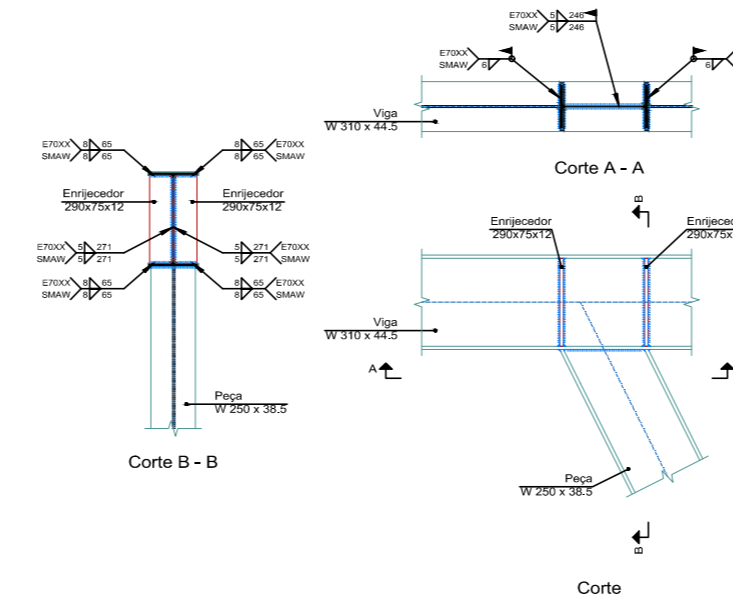 E70XX 5 246
SMAW 5 246
E70XX
SMAW 6
6
Viga
W 310 x 44.5
Corte A - A
E70XX 8 65
SMAW 8 65
8 65 E70XX
8 65 SMAW
Enrijecedor
290x75x12
Enrijecedor
290x75x12
E70XX 5 271
SMAW 5 271
5 271 E70XX
5 271 SMAW
E70XX 8 65
SMAW 8 65
8 65 E70XX
8 65 SMAW
Peça
W 250 x 38.5
Corte B - B
B
Enrijecedor
290x75x12
Enrijeced
290x75x
Viga
W 310 x 44.5
A
Peça
W 250 x 38.5
B
Corte